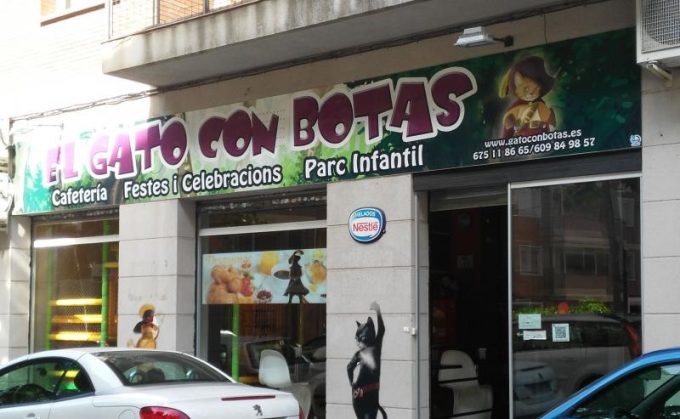 EL GATO CON BOTAS
Cafetería Festes i Celebracions Parc Infantil
www.gatoconbotas.es
675 11 86 65/609 84 98 57
HELADOS
Nestlé